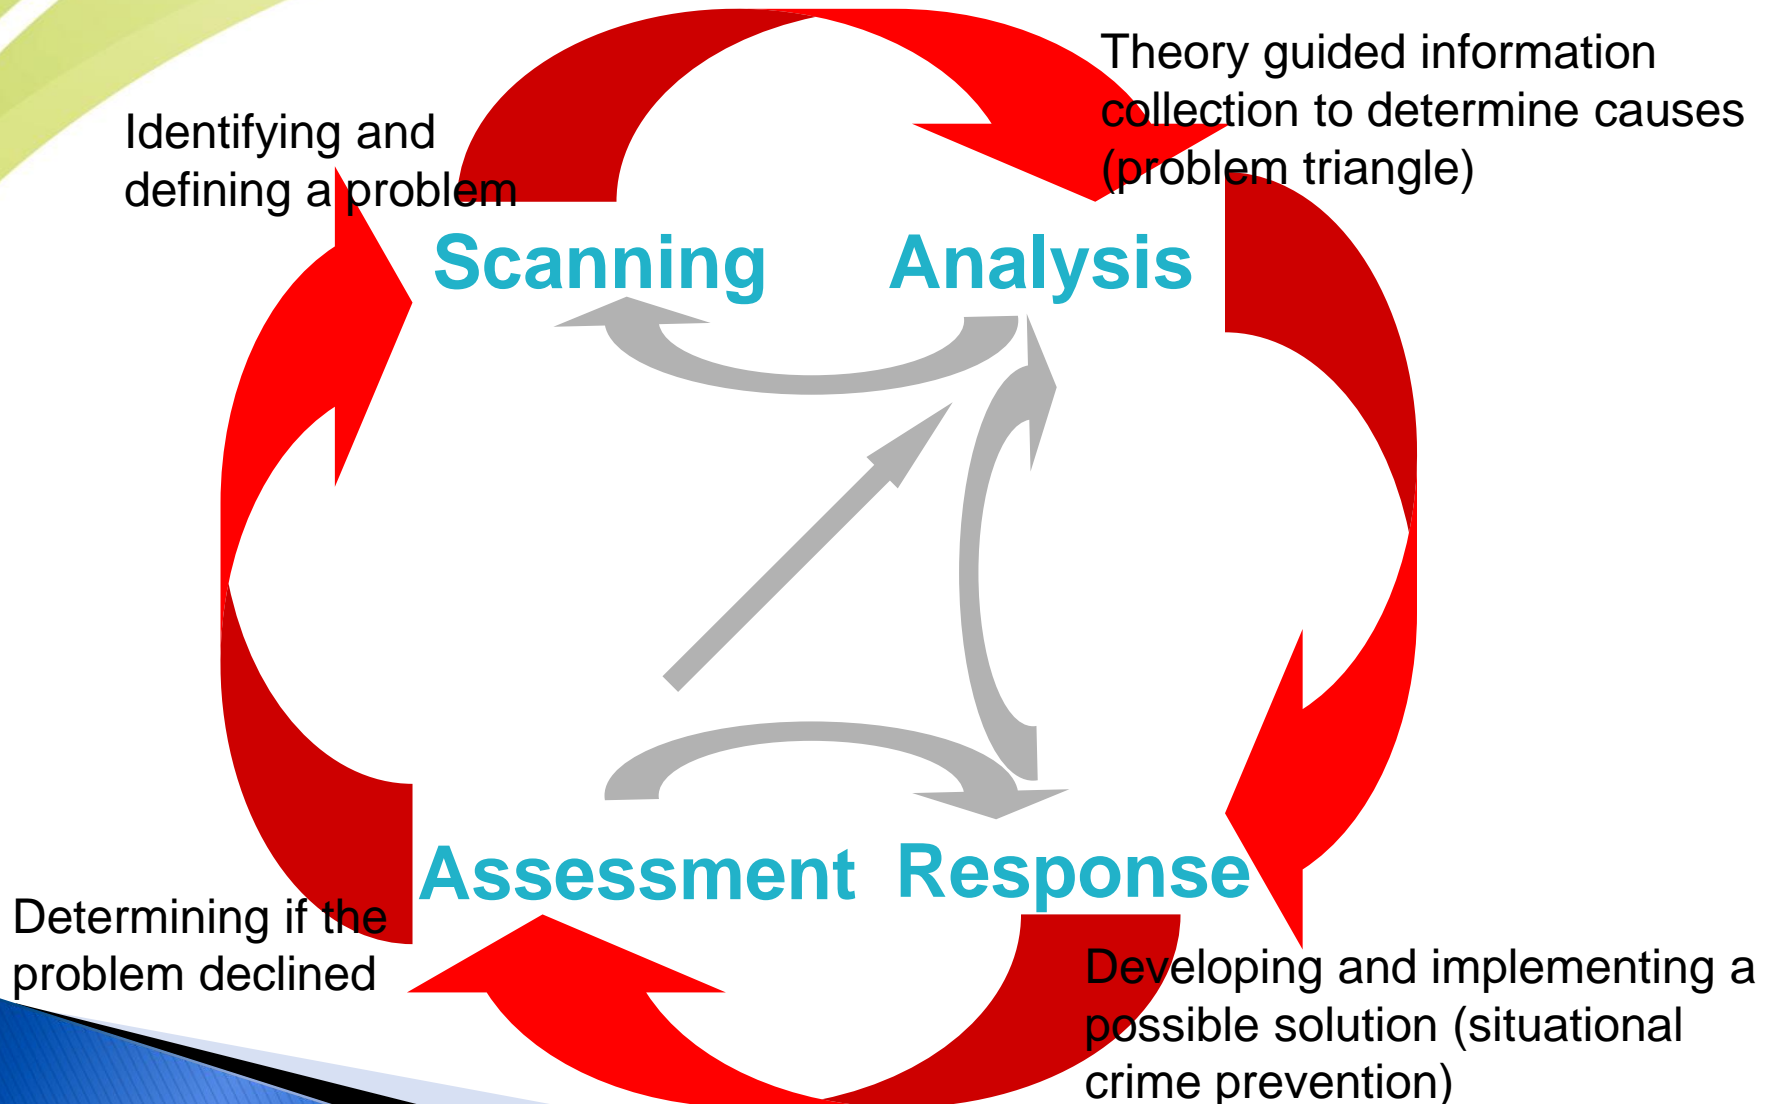 Identifying and
defining a problem
Theory guided information
collection to determine causes
(problem triangle)
Scanning
Analysis
Assessment
Response
Determining if the
problem declined
Developing and implementing a
possible solution (situational
crime prevention)